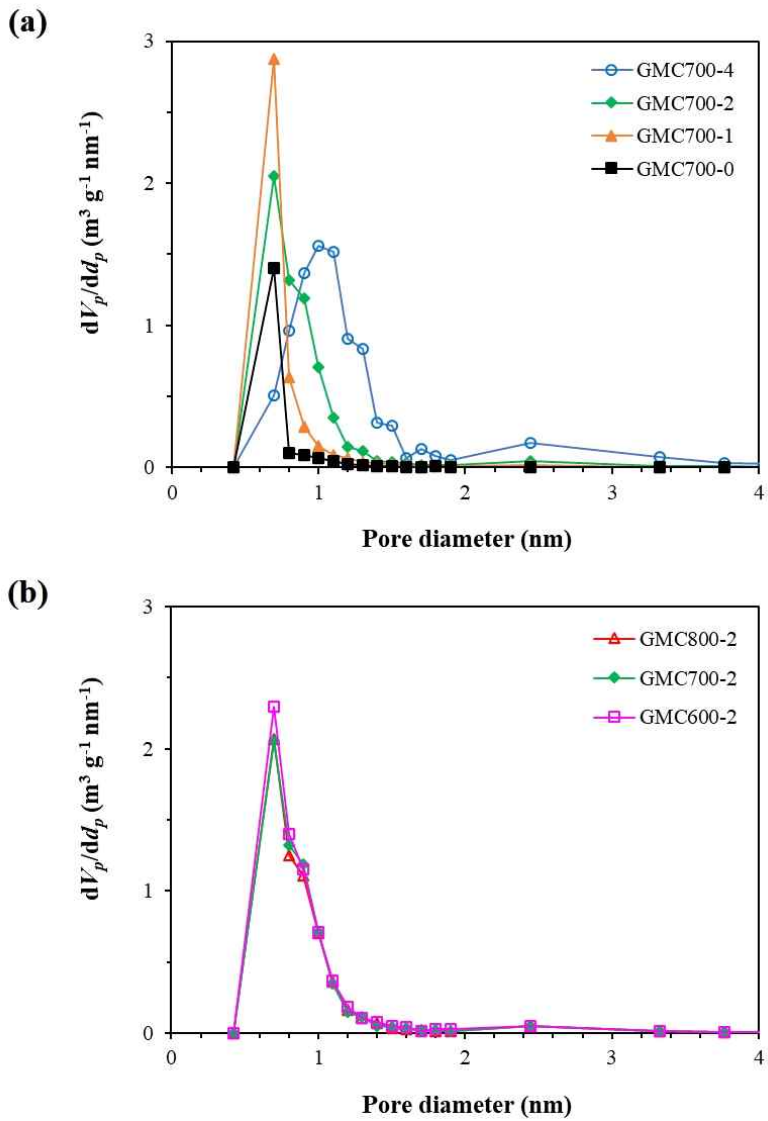 (a)
3
2
1
0
GMC700-4
GMC700-2
GMC700-1
GMC700-0
dVp/ddp (m³ g⁻¹ nm⁻¹)
0 1 2 3 4
Pore diameter (nm)
(b)
3
2
1
0
GMC800-2
GMC700-2
GMC600-2
dVp/ddp (m³ g⁻¹ nm⁻¹)
0 1 2 3 4
Pore diameter (nm)